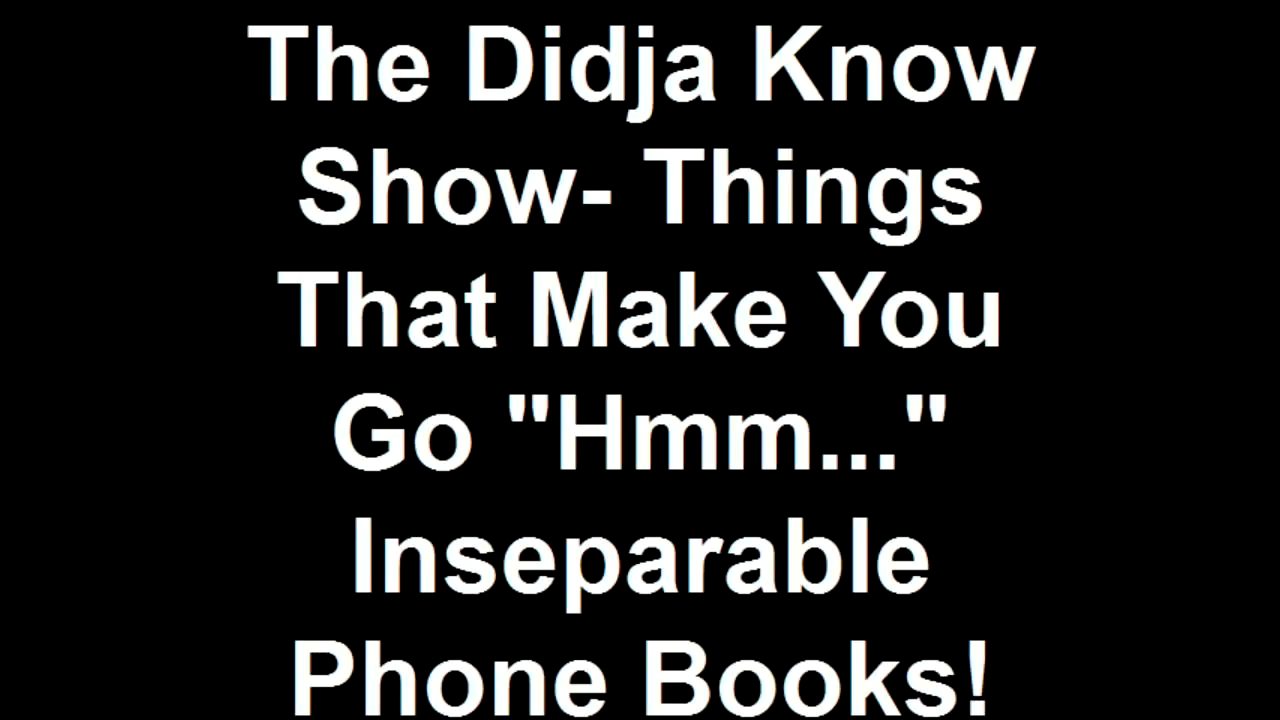 The Didja Know
Show- Things
That Make You
Go "Hmm..."
Inseparable
Phone Books!